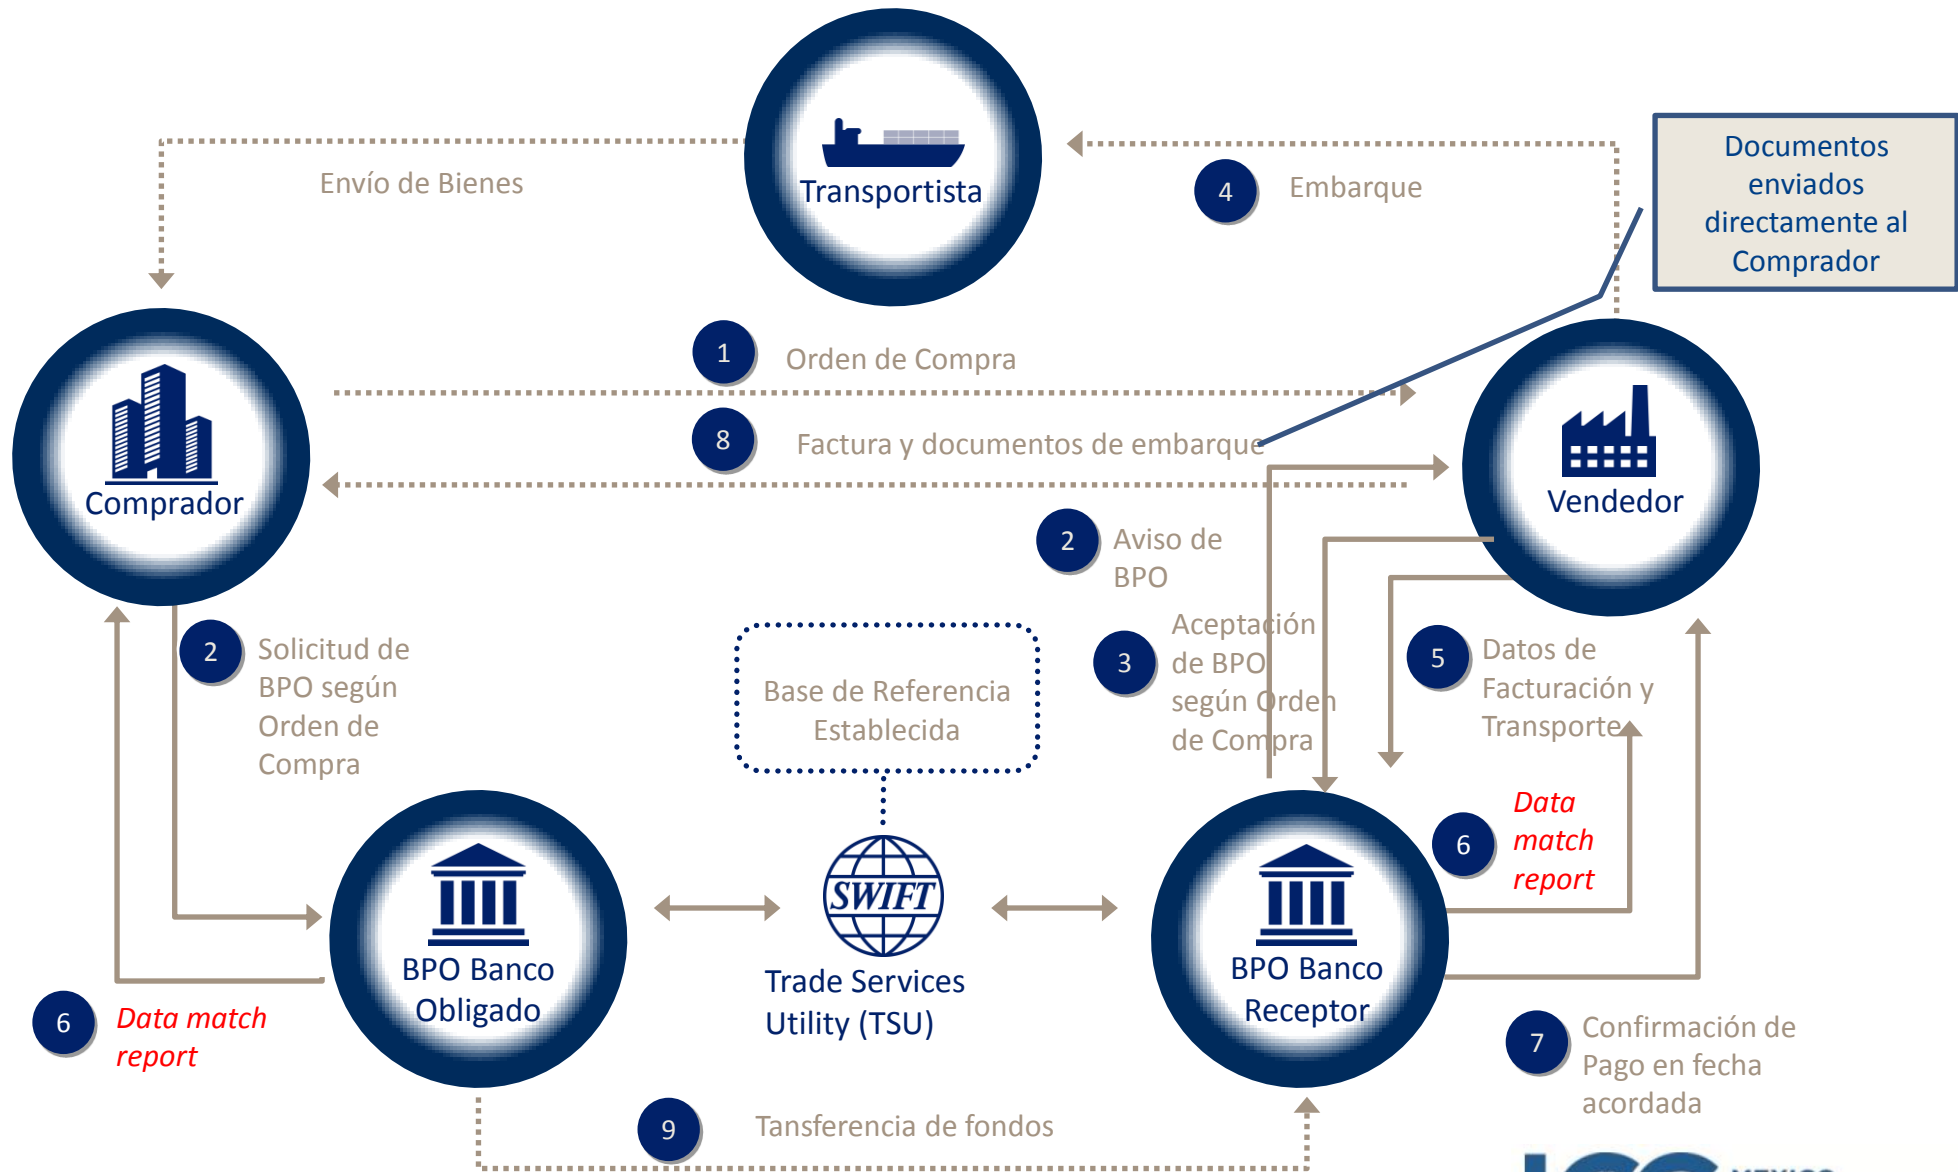 Transportista
Envío de Bienes
4
Embarque
Documentos
enviados
directamente al
Comprador
1
Orden de Compra
8
Factura y documentos de embarque
Comprador
Vendedor
2
Aviso de
BPO
2
Solicitud de
BPO según
Orden de
Compra
Base de Referencia
Establecida
3
Aceptación
de BPO
según Orden
de Compra
5
Datos de
Facturación y
Transporte
6
Data
match
report
BPO Banco
Obligado
SWIFT
Trade Services
Utility (TSU)
BPO Banco
Receptor
6
Data match
report
7
Confirmación de
Pago en fecha
acordada
9
Tansferencia de fondos
ICC MEXICO